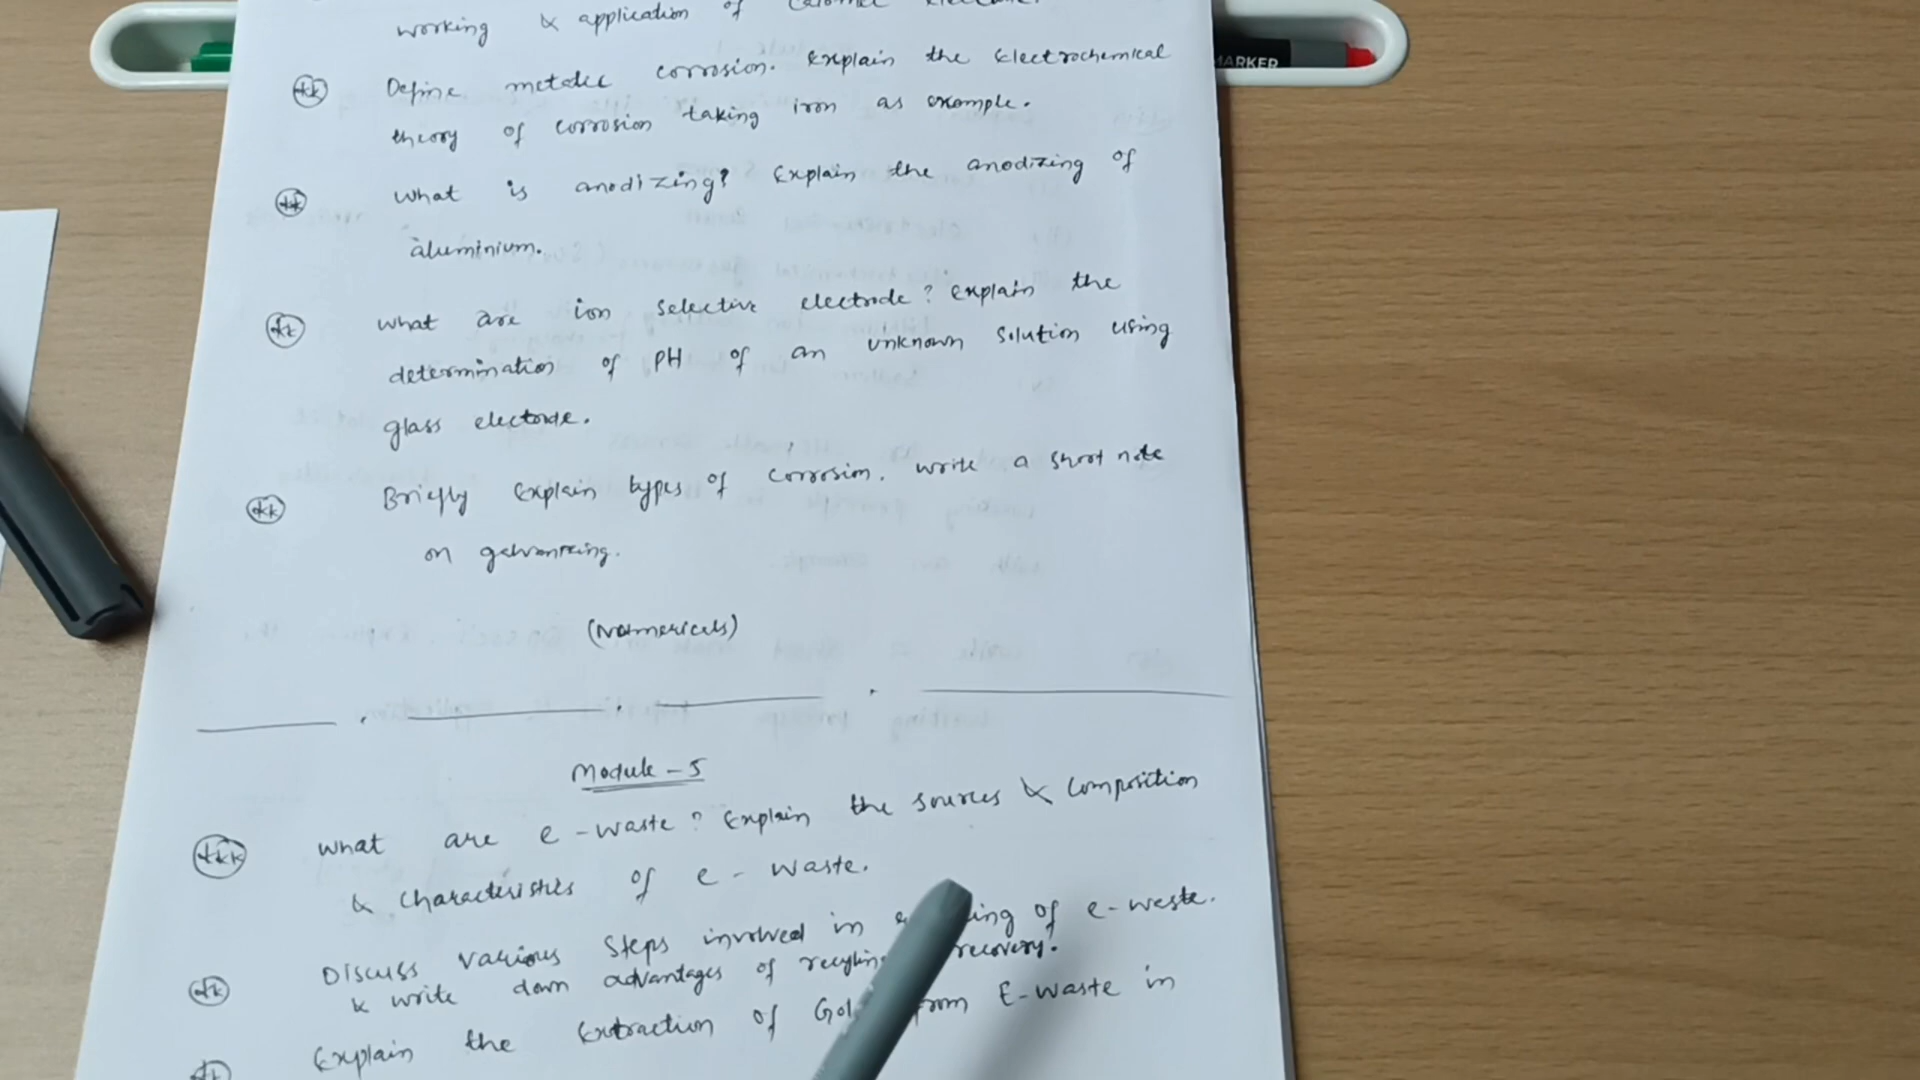 working & application of Calomel
Define metalic corrosion. Explain the Electrochemical
theory of corrosion taking iron as example.
What is anodizing? Explain the anodizing of
aluminium.
What are ion selective electrode? Explain the
determination of PH of an unknown solution using
glass electorde.
Briefly Explain types of corrosion. write a short note
on galvanizing.
(Numericals)
Module - 5
What are e - waste? Explain the sources & composition
& characteristics of e - waste.
Discuss various steps involved in of e - waste.
& write down advantages of recovery.
Explain the Extraction of from E - waste in
MARKER